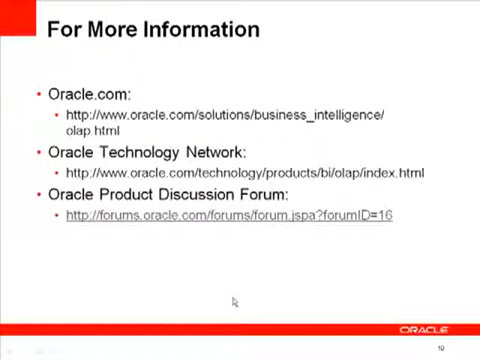 For More Information
• Oracle.com:
• http://www.oracle.com/solutions/business_intelligence/
olap.html
• Oracle Technology Network:
• http://www.oracle.com/technology/products/bi/olap/index.html
• Oracle Product Discussion Forum:
• http://forums.oracle.com/forums/forum.jspa?forumID=16
ORACLE